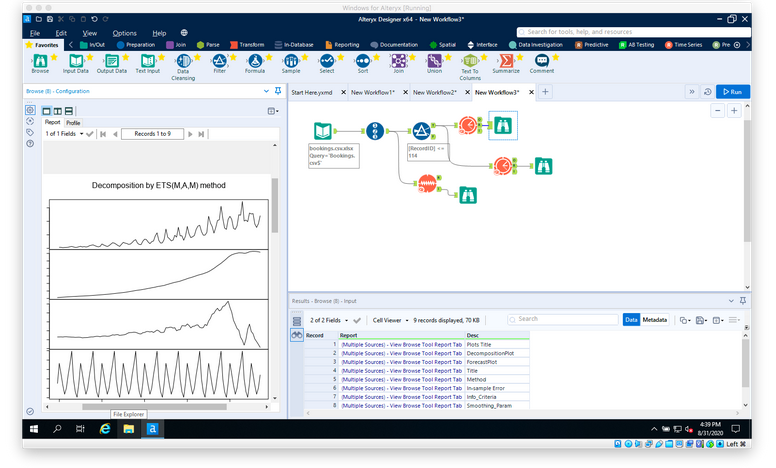 Windows for Alteryx [Running]
Alteryx Designer x64 - New Workflow3*
File Edit View Options Help
Search for tools, help, and resources
Favorites In/Out Preparation Join Parse Transform In-Database Reporting Documentation Spatial Interface Data Investigation Predictive AB Testing Time Series Pre
Browse Input Data Output Data Text Input Data Cleansing Filter Formula Sample Select Sort Join Union Text To Columns Summarize Comment
Browse (8) - Configuration
Start Here.yxmd New Workflow1* New Workflow2* New Workflow3* Run
Report Profile
1 of 1 Fields Records 1 to 9
Decomposition by ETS(M,A,M) method
bookings.csv.xlsx
Query=`Bookings.
csv$`
[RecordID] <=
114
Results - Browse (8) - Input
2 of 2 Fields Cell Viewer 9 records displayed, 70 KB Search Data Metadata
Record Report Desc
1 (Multiple Sources) - View Browse Tool Report Tab Plots Title
2 (Multiple Sources) - View Browse Tool Report Tab DecompositionPlot
3 (Multiple Sources) - View Browse Tool Report Tab ForecastPlot
4 (Multiple Sources) - View Browse Tool Report Tab Title
5 (Multiple Sources) - View Browse Tool Report Tab Method
6 (Multiple Sources) - View Browse Tool Report Tab In-sample Error
7 (Multiple Sources) - View Browse Tool Report Tab Info_Criteria
8 (Multiple Sources) - View Browse Tool Report Tab Smoothing_Param
File Explorer
4:39 PM
8/31/2020
Left ⌘